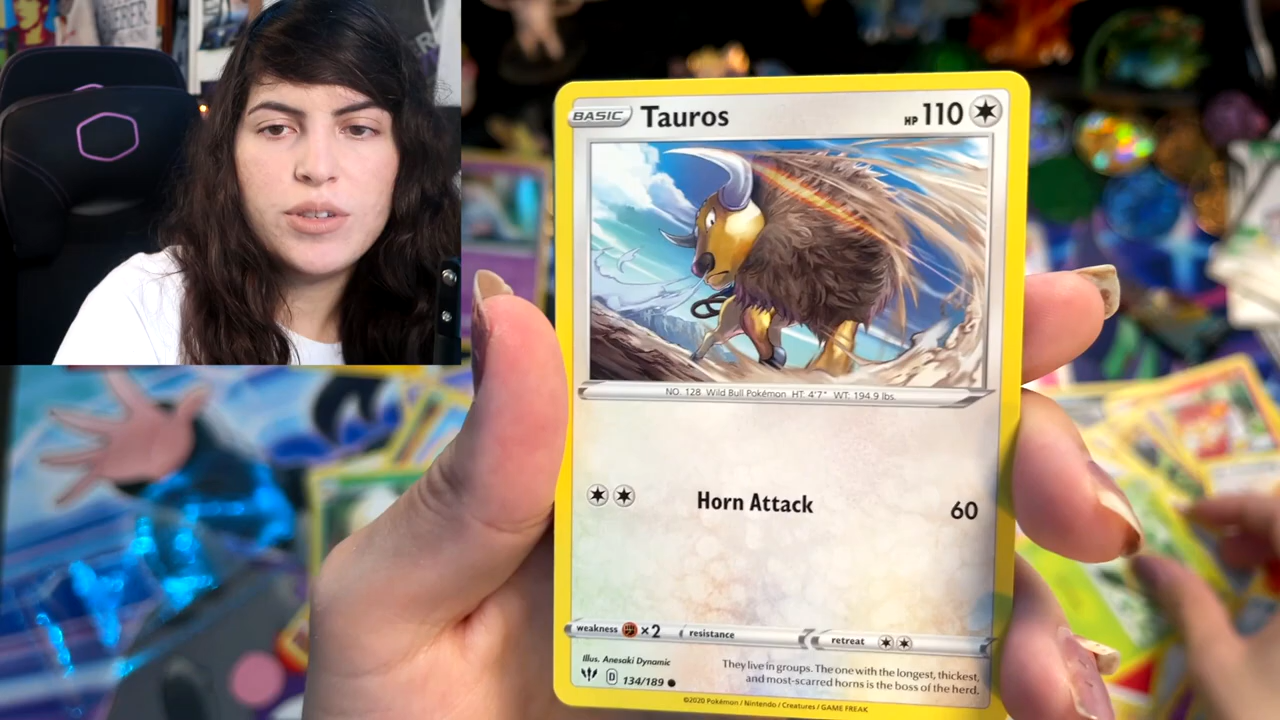 BASIC Tauros HP 110
NO. 128 Wild Bull Pokémon HT: 4'7" WT: 194.9 lbs.
Horn Attack 60
weakness ×2 resistance retreat
Illus. Anesaki Dynamic
D 134/189
They live in groups. The one with the longest, thickest,
and most-scarred horns is the boss of the herd.
©2020 Pokémon / Nintendo / Creatures / GAME FREAK